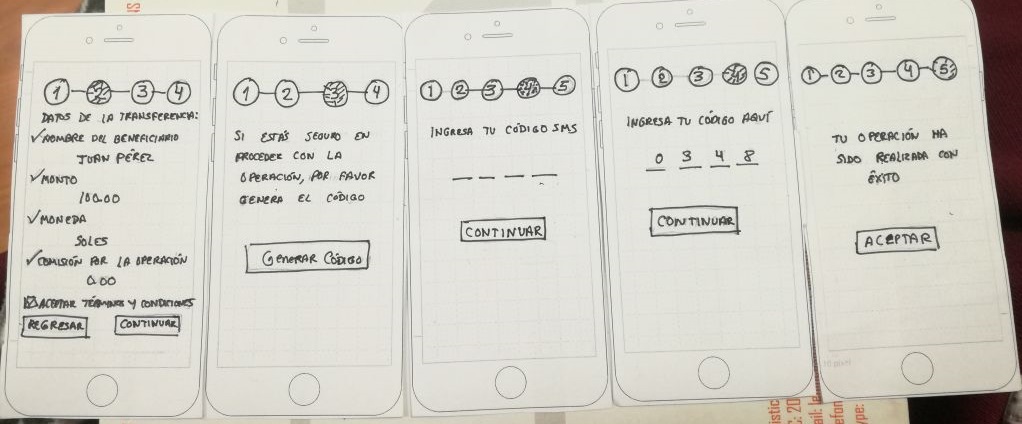 1 2 3 4
DATOS DE LA TRANSFERENCIA:
✓NOMBRE DEL BENEFICIARIO
JUAN PÉREZ
✓MONTO
100.00
✓MONEDA
SOLES
✓COMISIÓN POR LA OPERACIÓN
0.00
☑ACEPTAR TÉRMINOS Y CONDICIONES
REGRESAR CONTINUAR
1 2 3 4
SI ESTÁS SEGURO EN
PROCEDER CON LA
OPERACIÓN, POR FAVOR
GENERA EL CÓDIGO
GENERAR CÓDIGO
1 2 3 4 5
INGRESA TU CÓDIGO SMS
CONTINUAR
1 2 3 4 5
INGRESA TU CÓDIGO AQUÍ
0 3 4 8
CONTINUAR
1 2 3 4 5
TU OPERACIÓN HA
SIDO REALIZADA CON
ÉXITO
ACEPTAR